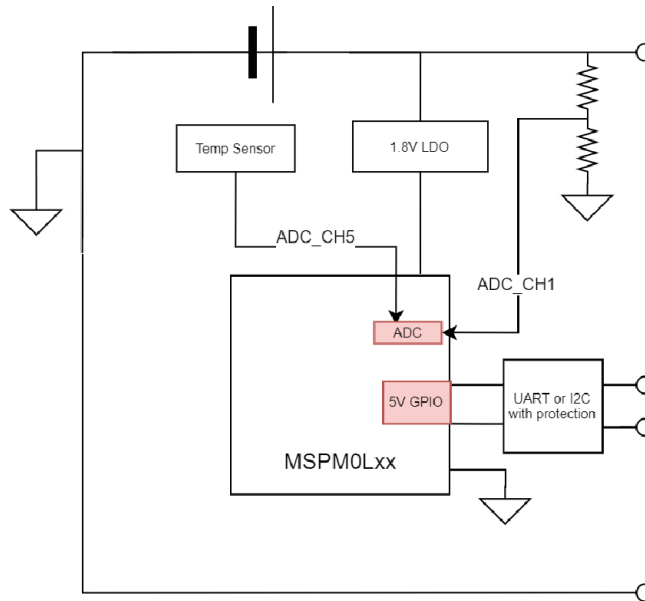 Temp Sensor
1.8V LDO
ADC_CH5
ADC_CH1
ADC
5V GPIO
UART or I2C
with protection
MSPM0Lxx